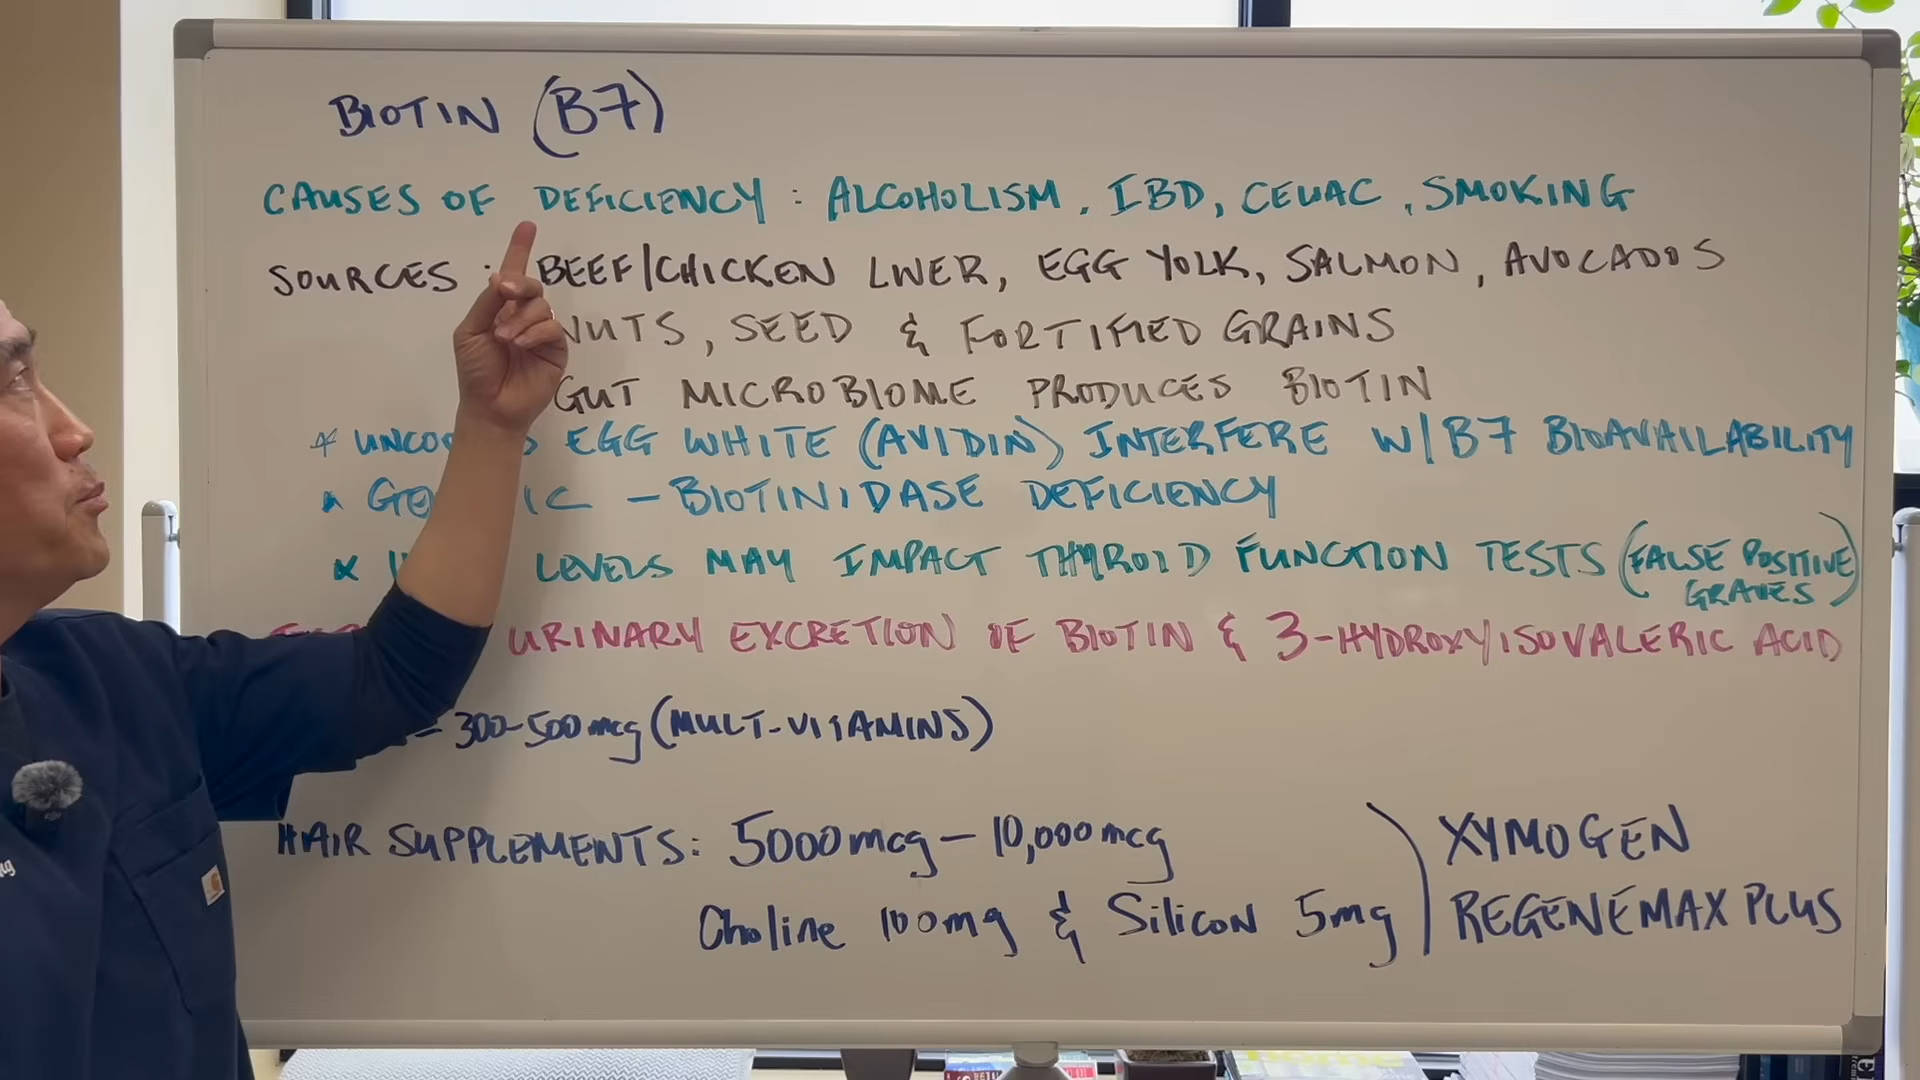 BIOTIN (B7)
CAUSES OF DEFICIENCY : ALCOHOLISM, IBD, CELIAC, SMOKING
SOURCES : BEEF/CHICKEN LIVER, EGG YOLK, SALMON, AVOCADOS
NUTS, SEED & FORTIFIED GRAINS
GUT MICROBIOME PRODUCES BIOTIN
* EGG WHITE (AVIDIN) INTERFERE W/B7 BIOAVAILABILITY
* - BIOTINIDASE DEFICIENCY
* LEVELS MAY IMPACT THYROID FUNCTION TESTS (FALSE POSITIVE GRAVES)
URINARY EXCRETION OF BIOTIN & 3-HYDROXYISOVALERIC ACID
= 300-500mcg (MULT-VITAMINS)
HAIR SUPPLEMENTS: 5000mcg - 10,000mcg
Choline 100mg & Silicon 5mg
XYMOGEN
REGENEMAX PLUS